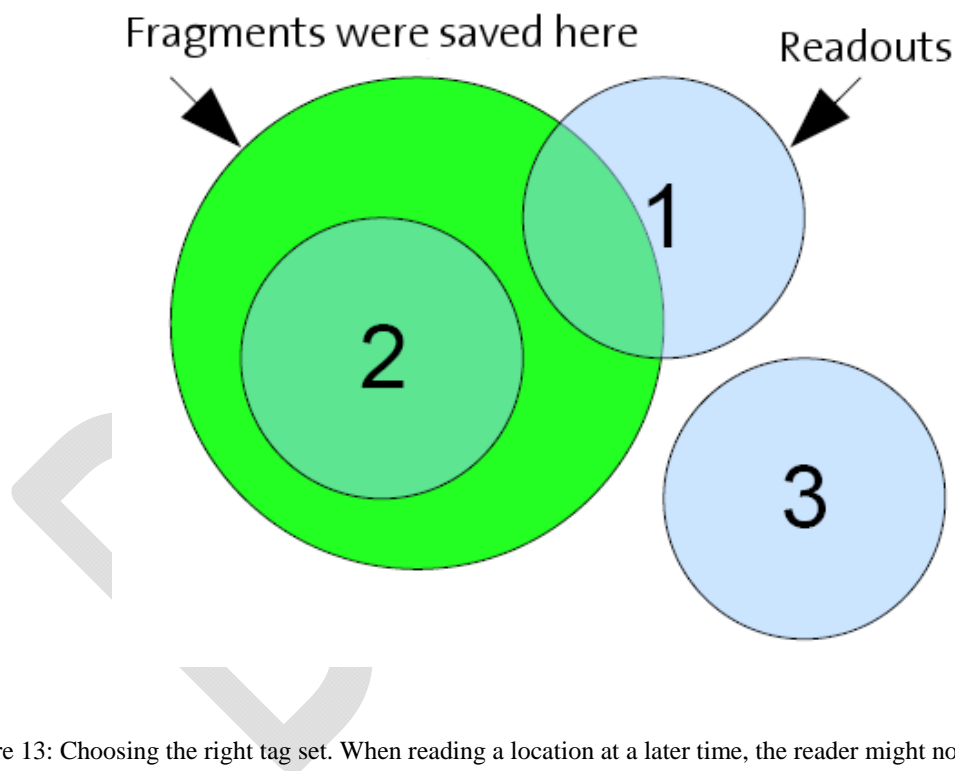 Fragments were saved here
Readouts
1
2
3
re 13: Choosing the right tag set. When reading a location at a later time, the reader might no